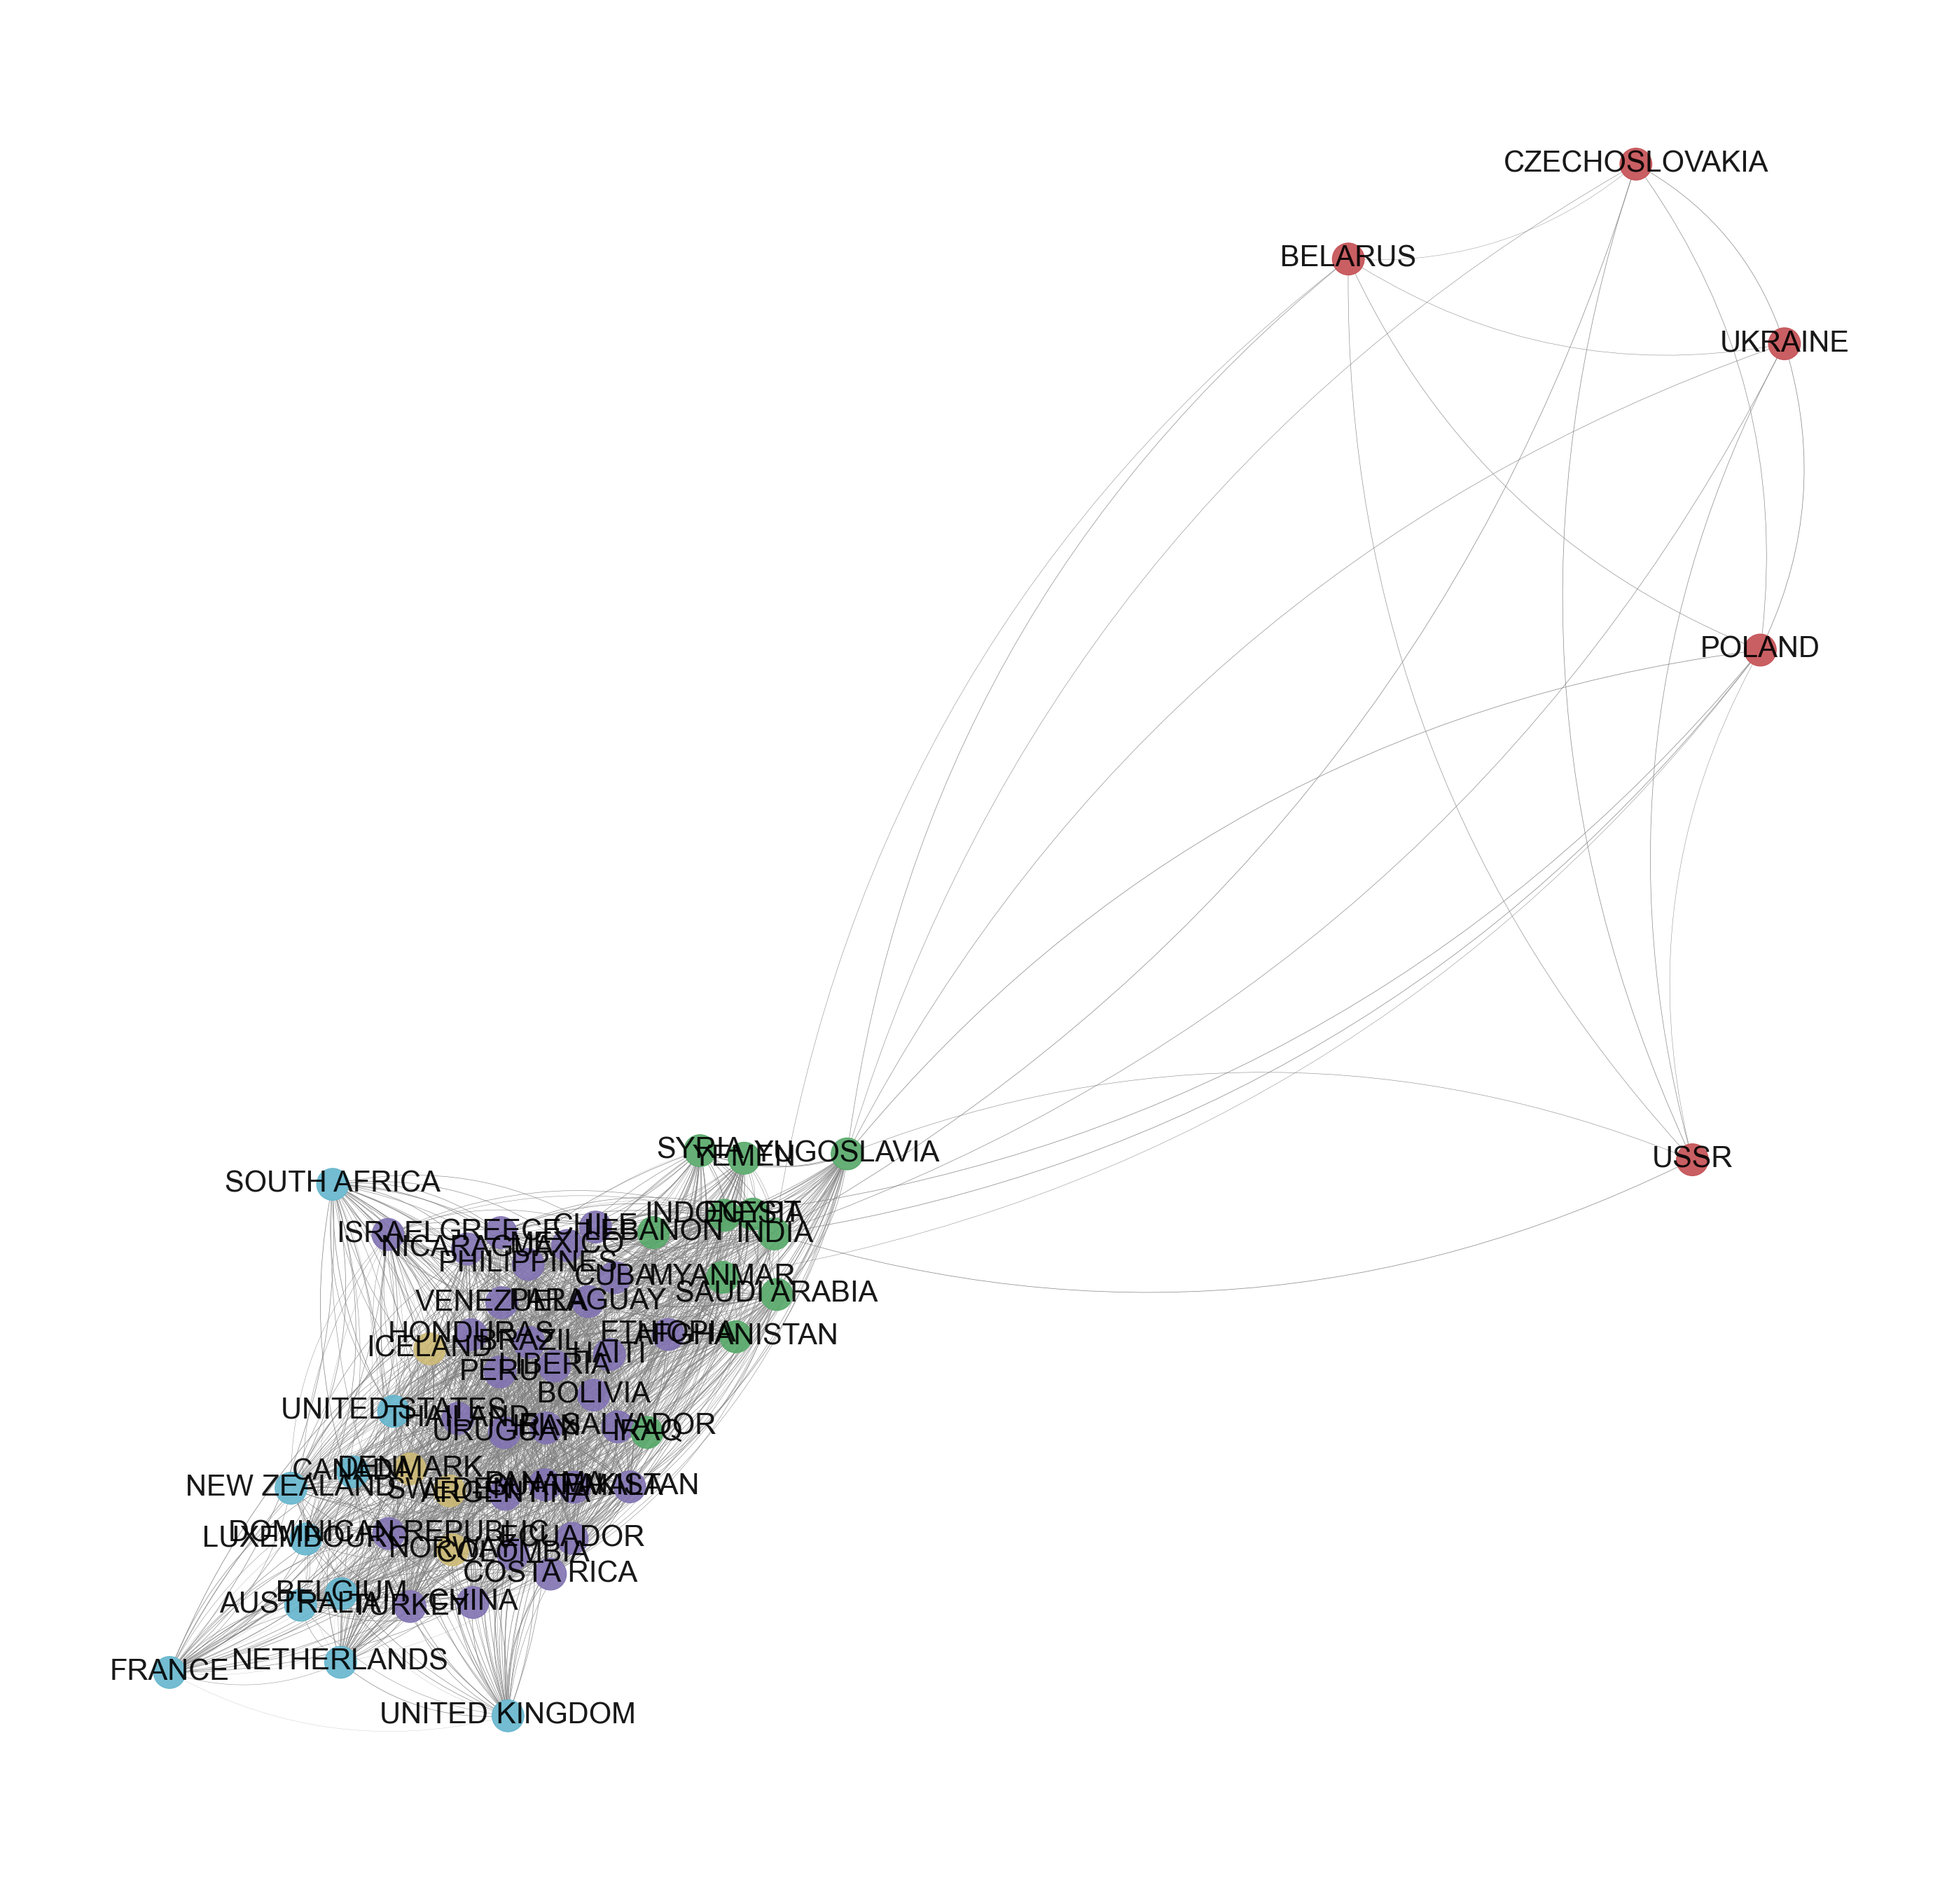 CZECHOSLOVAKIA
BELARUS
UKRAINE
POLAND
USSR
SYRIA
YEMEN
YUGOSLAVIA
SOUTH AFRICA
INDONESIA
EGYPT
ISRAEL
GREECE
CHILE
LEBANON
INDIA
NICARAGUA
MEXICO
PHILIPPINES
CUBA
MYANMAR
SAUDI ARABIA
VENEZUELA
PARAGUAY
HONDURAS
ETHIOPIA
AFGHANISTAN
ICELAND
BRAZIL
HAITI
PERU
LIBERIA
BOLIVIA
UNITED STATES
THAILAND
URUGUAY
IRAN
EL SALVADOR
IRAQ
CANADA
DENMARK
NEW ZEALAND
SWEDEN
ARGENTINA
PANAMA
GUATEMALA
PAKISTAN
DOMINICAN REPUBLIC
LUXEMBOURG
ECUADOR
NORWAY
COLOMBIA
COSTA RICA
BELGIUM
AUSTRALIA
TURKEY
CHINA
FRANCE
NETHERLANDS
UNITED KINGDOM